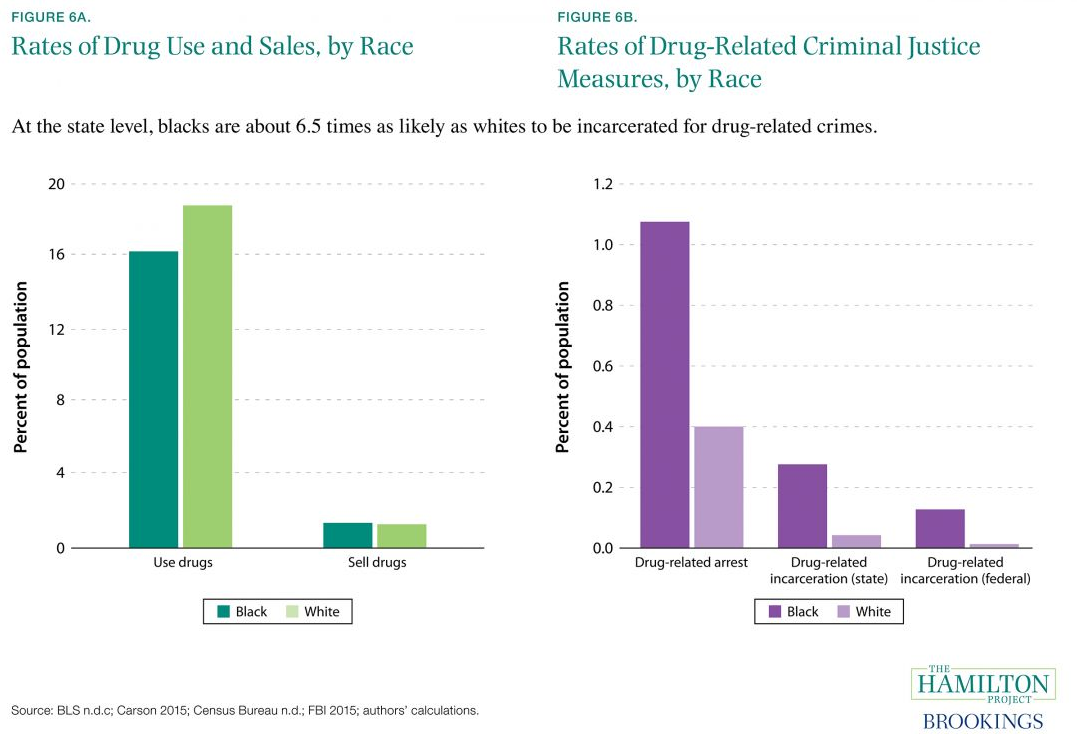 FIGURE 6A.
Rates of Drug Use and Sales, by Race
FIGURE 6B.
Rates of Drug-Related Criminal Justice
Measures, by Race
At the state level, blacks are about 6.5 times as likely as whites to be incarcerated for drug-related crimes.
Percent of population
20
16
12
8
4
0
Use drugs
Sell drugs
Black
White
Percent of population
1.2
1.0
0.8
0.6
0.4
0.2
0.0
Drug-related arrest
Drug-related
incarceration (state)
Drug-related
incarceration (federal)
Black
White
Source: BLS n.d.c; Carson 2015; Census Bureau n.d.; FBI 2015; authors' calculations.
THE
HAMILTON
PROJECT
BROOKINGS